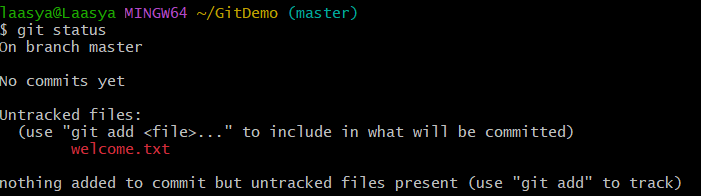 laasya@Laasya MINGW64 ~/GitDemo (master)
$ git status
On branch master

No commits yet

Untracked files:
  (use "git add <file>..." to include in what will be committed)
        welcome.txt

nothing added to commit but untracked files present (use "git add" to track)